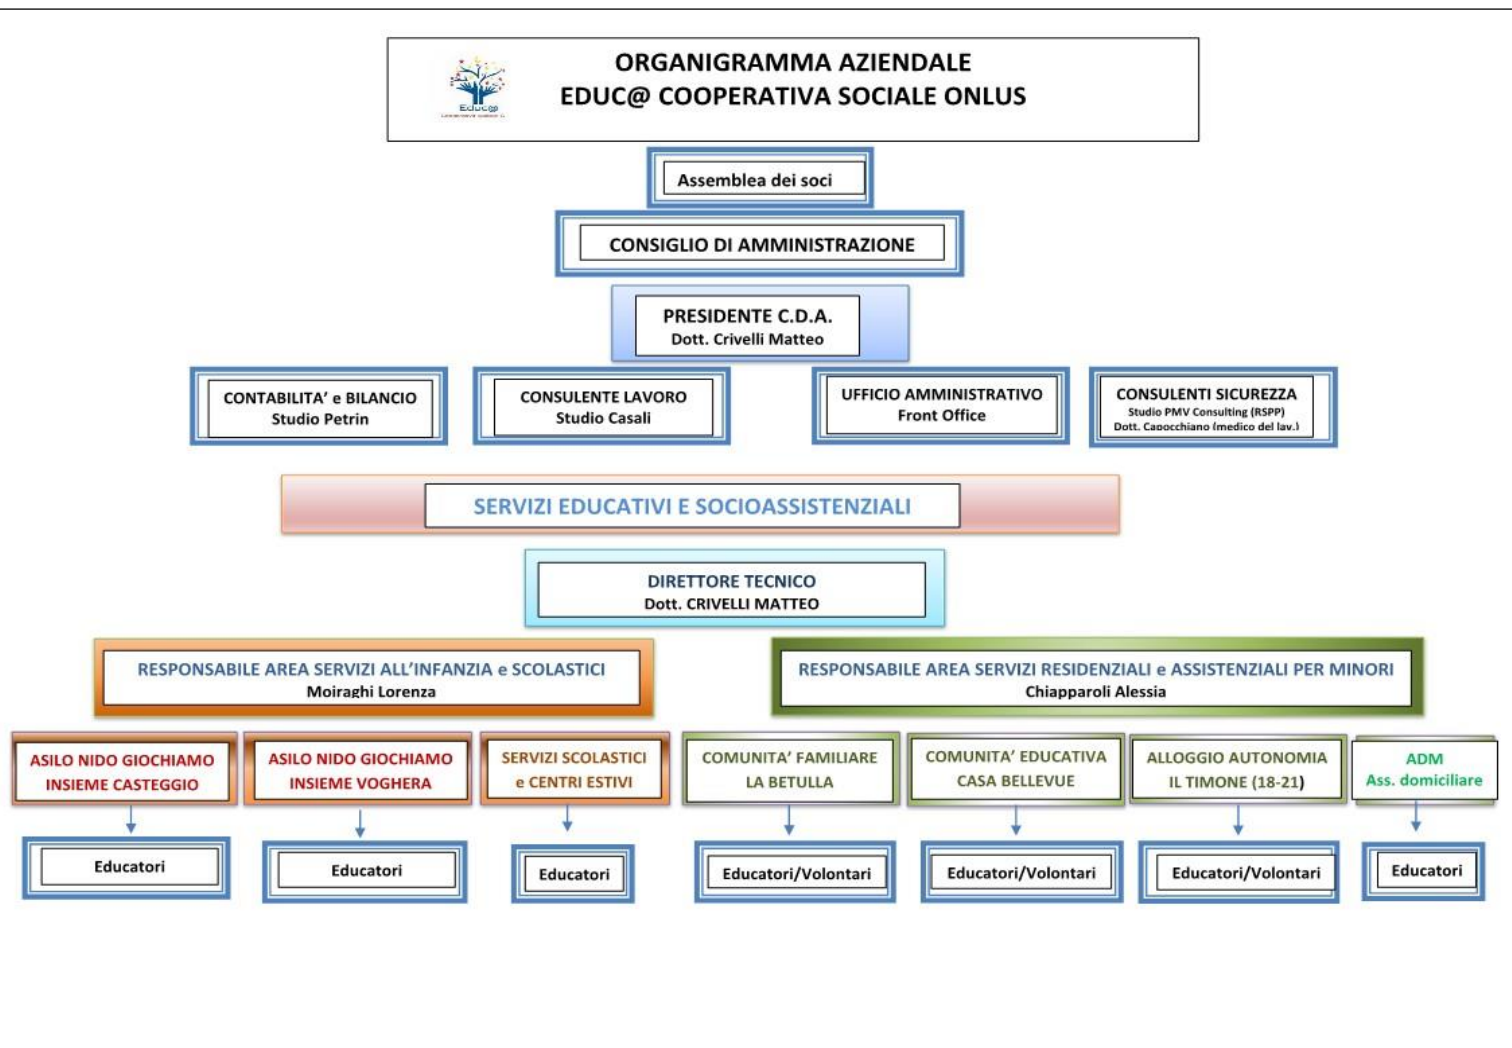 ORGANIGRAMMA AZIENDALE
EDUC@ COOPERATIVA SOCIALE ONLUS
Educ@
Assemblea dei soci
CONSIGLIO DI AMMINISTRAZIONE
PRESIDENTE C.D.A.
Dott. Crivelli Matteo
CONTABILITA’ e BILANCIO
Studio Petrin
CONSULENTE LAVORO
Studio Casali
UFFICIO AMMINISTRATIVO
Front Office
CONSULENTI SICUREZZA
Studio PMV Consulting (RSPP)
Dott. Capocchiano (medico del lav.)
SERVIZI EDUCATIVI E SOCIOASSISTENZIALI
DIRETTORE TECNICO
Dott. CRIVELLI MATTEO
RESPONSABILE AREA SERVIZI ALL’INFANZIA e SCOLASTICI
Moiraghi Lorenza
RESPONSABILE AREA SERVIZI RESIDENZIALI e ASSISTENZIALI PER MINORI
Chiapparoli Alessia
ASILO NIDO GIOCHIAMO
INSIEME CASTEGGIO
ASILO NIDO GIOCHIAMO
INSIEME VOGHERA
SERVIZI SCOLASTICI
e CENTRI ESTIVI
COMUNITA’ FAMILIARE
LA BETULLA
COMUNITA’ EDUCATIVA
CASA BELLEVUE
ALLOGGIO AUTONOMIA
IL TIMONE (18-21)
ADM
Ass. domiciliare
Educatori
Educatori
Educatori
Educatori/Volontari
Educatori/Volontari
Educatori/Volontari
Educatori